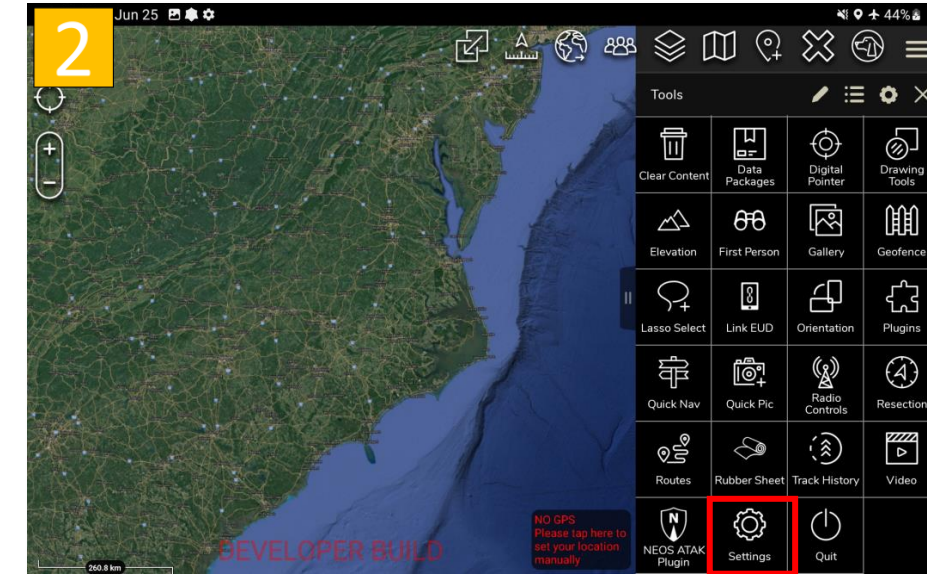 2
Jun 25
44%
Tools
Clear Content
Data
Packages
Digital
Pointer
Drawing
Tools
Elevation
First Person
Gallery
Geofence
Lasso Select
Link EUD
Orientation
Plugins
Quick Nav
Quick Pic
Radio
Controls
Resection
Routes
Rubber Sheet
Track History
Video
NEOS ATAK
Plugin
Settings
Quit
NO GPS
Please tap here to
set your location
manually
DEVELOPER BUILD
260.8 km